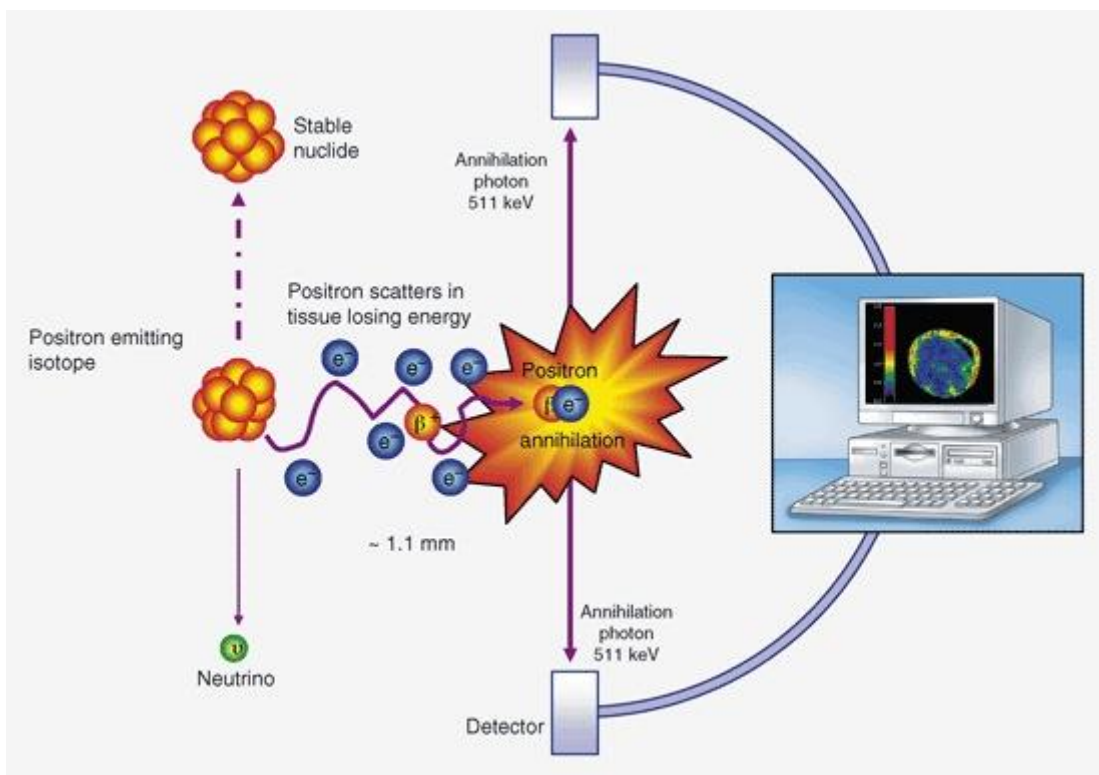 Stable
nuclide
Annihilation
photon
511 keV
Positron scatters in
tissue losing energy
Positron emitting
isotope
e⁻
e⁻
e⁻
Positron
β⁺
β e⁻
e⁻
annihilation
e⁻
e⁻
~ 1.1 mm
Annihilation
photon
511 keV
ν
Neutrino
Detector